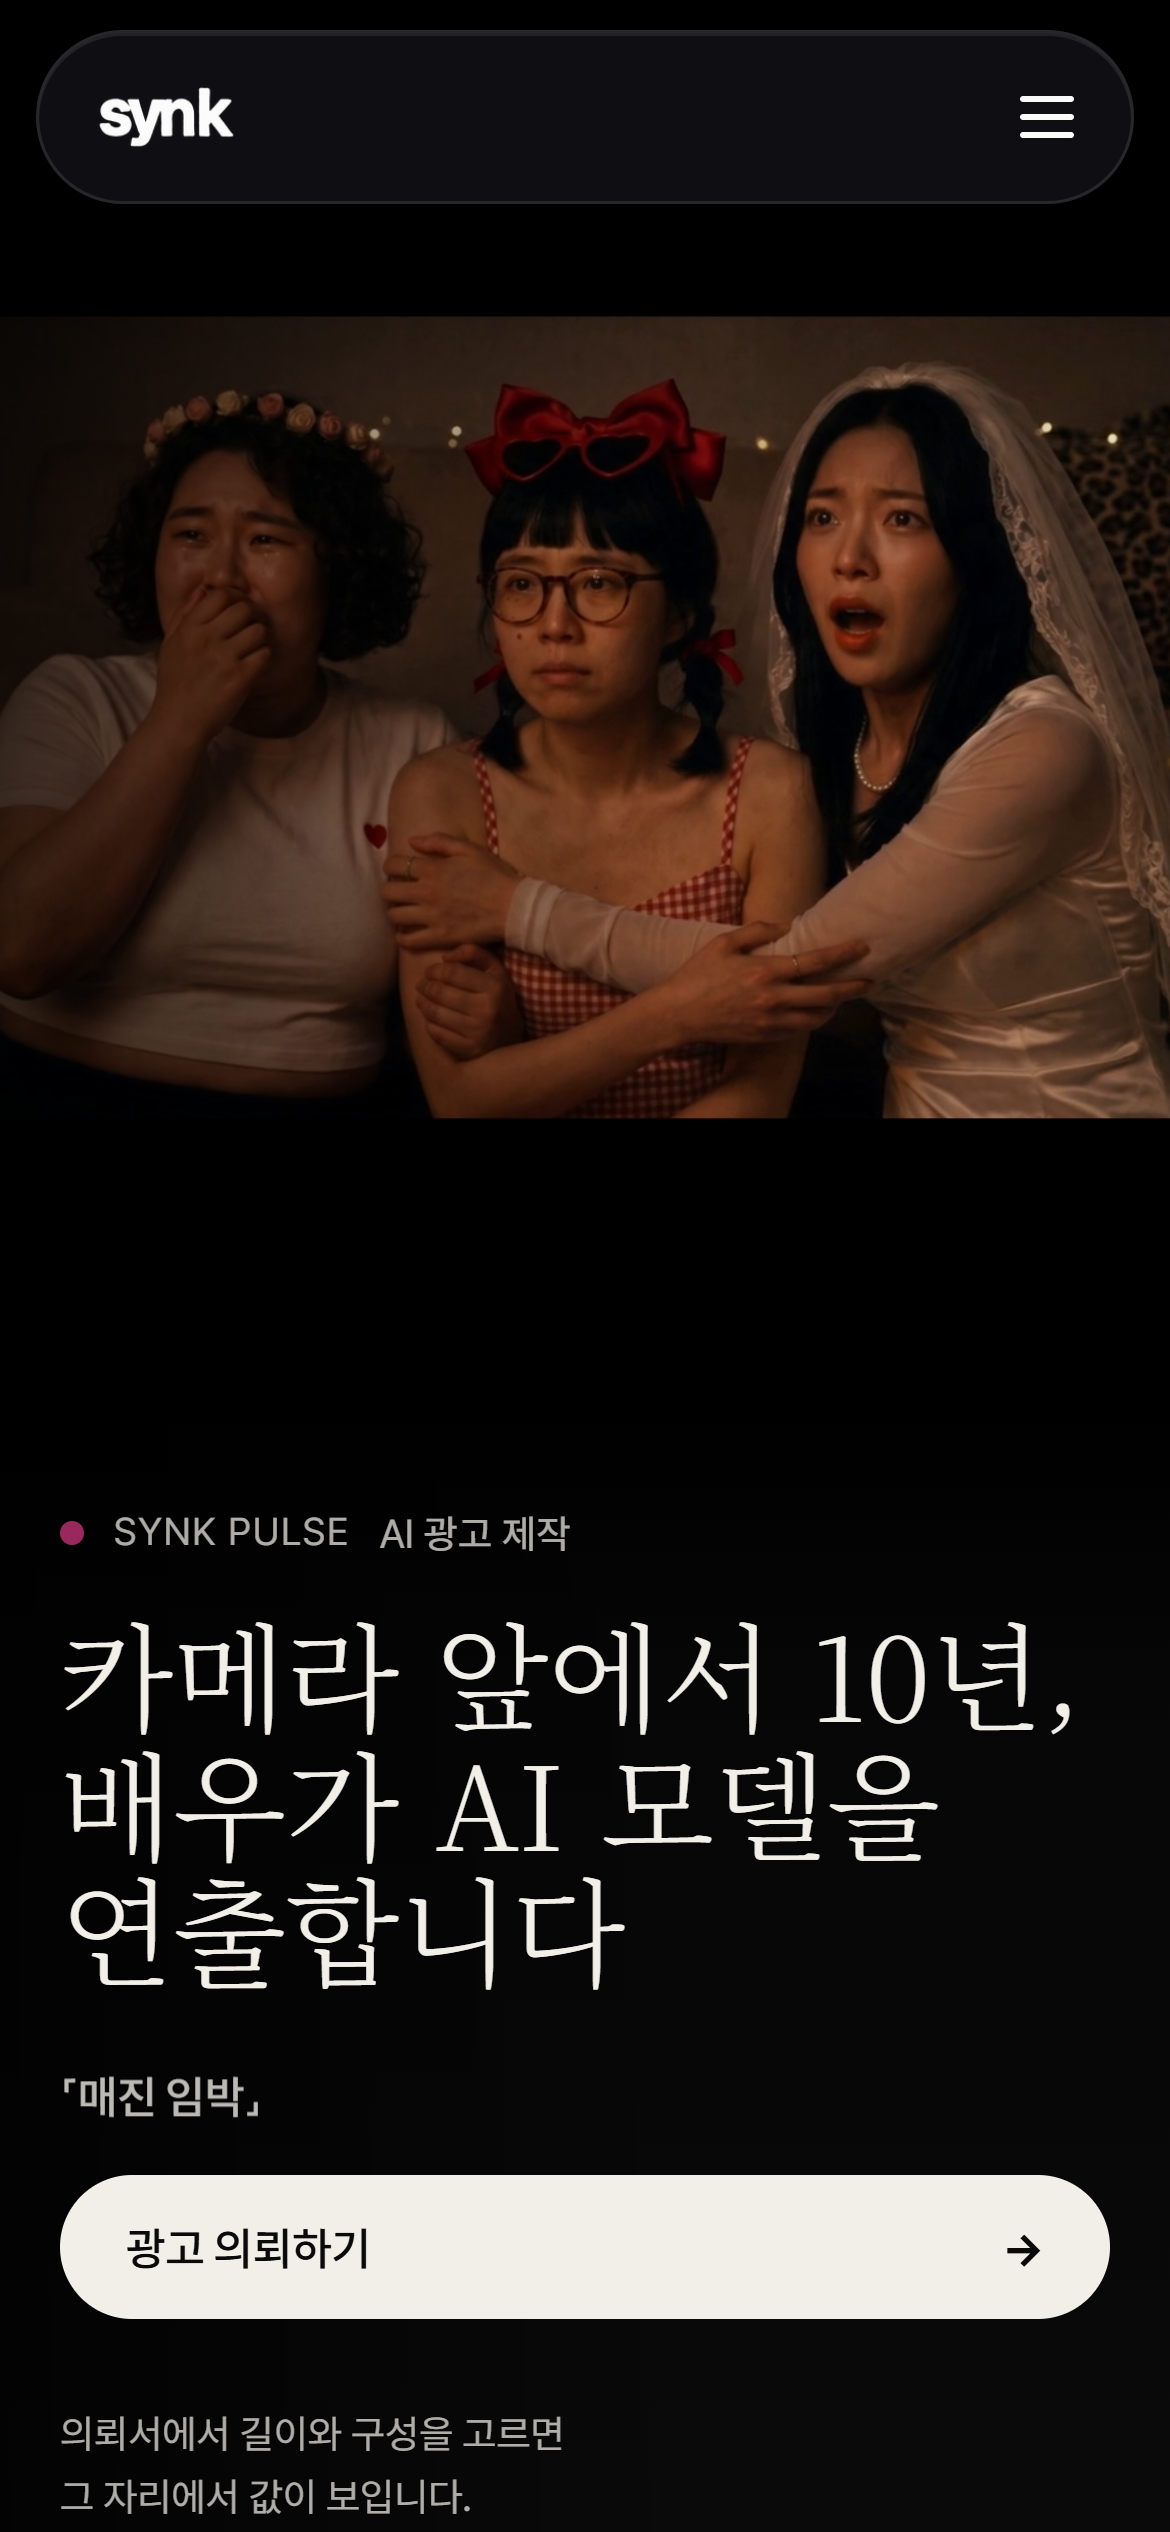 synk
SYNK PULSE AI 광고 제작
카메라 앞에서 10년,
배우가 AI 모델을
연출합니다
「매진 임박」
광고 의뢰하기 →
의뢰서에서 길이와 구성을 고르면
그 자리에서 값이 보입니다.